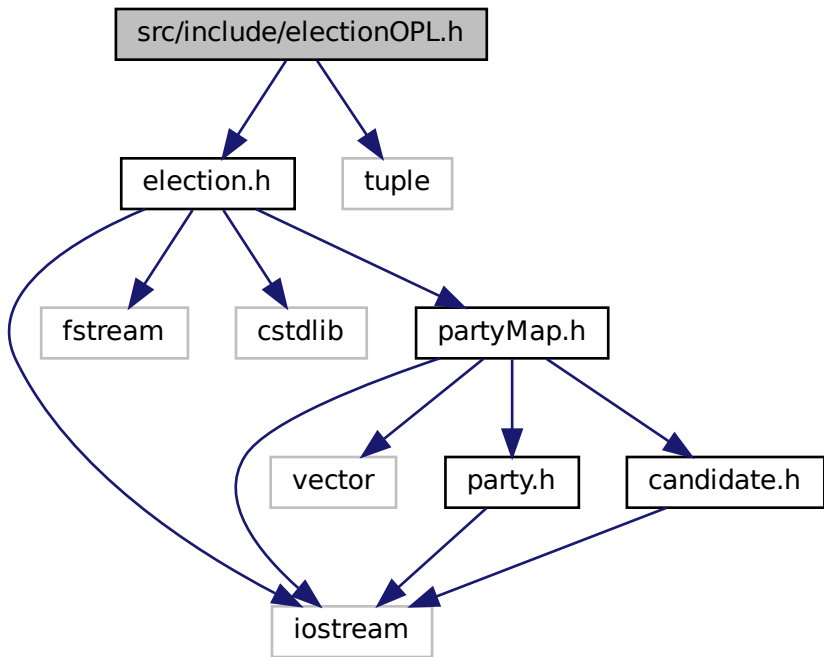 src/include/electionOPL.h
election.h
tuple
fstream
cstdlib
partyMap.h
vector
party.h
candidate.h
iostream